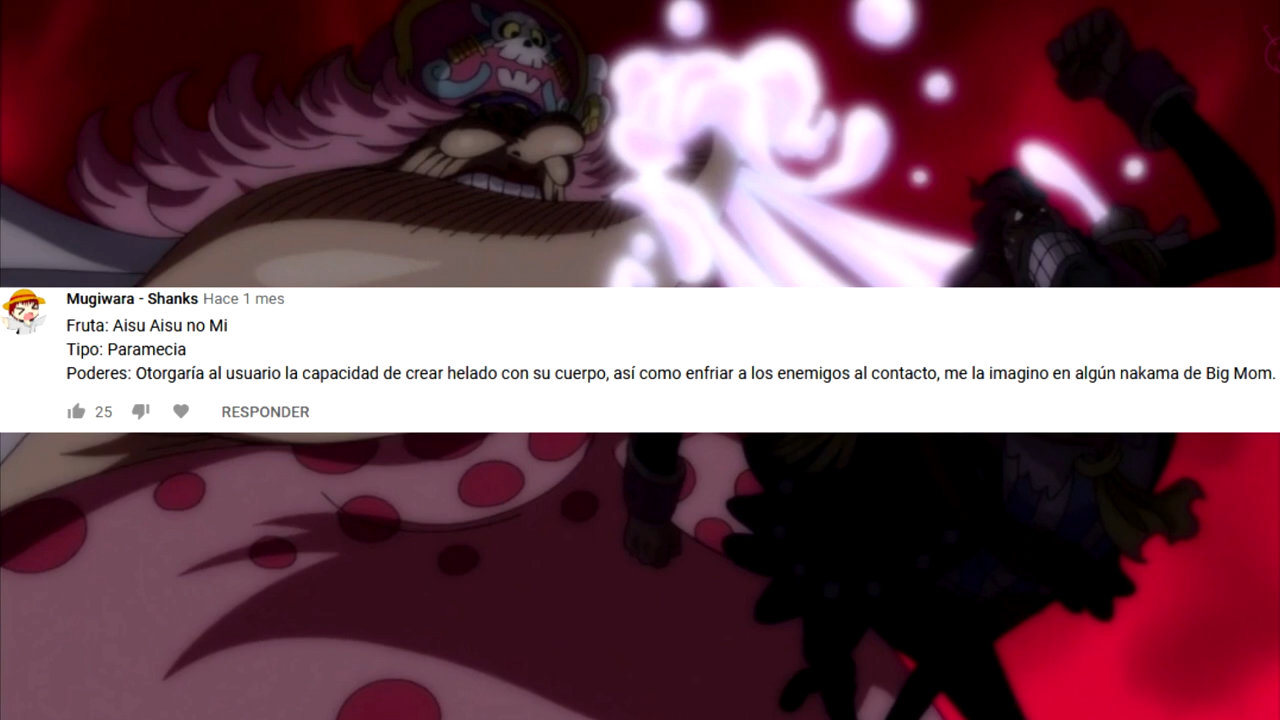 Mugiwara - Shanks Hace 1 mes
Fruta: Aisu Aisu no Mi
Tipo: Paramecia
Poderes: Otorgaría al usuario la capacidad de crear helado con su cuerpo, así como enfriar a los enemigos al contacto, me la imagino en algún nakama de Big Mom.
25 RESPONDER